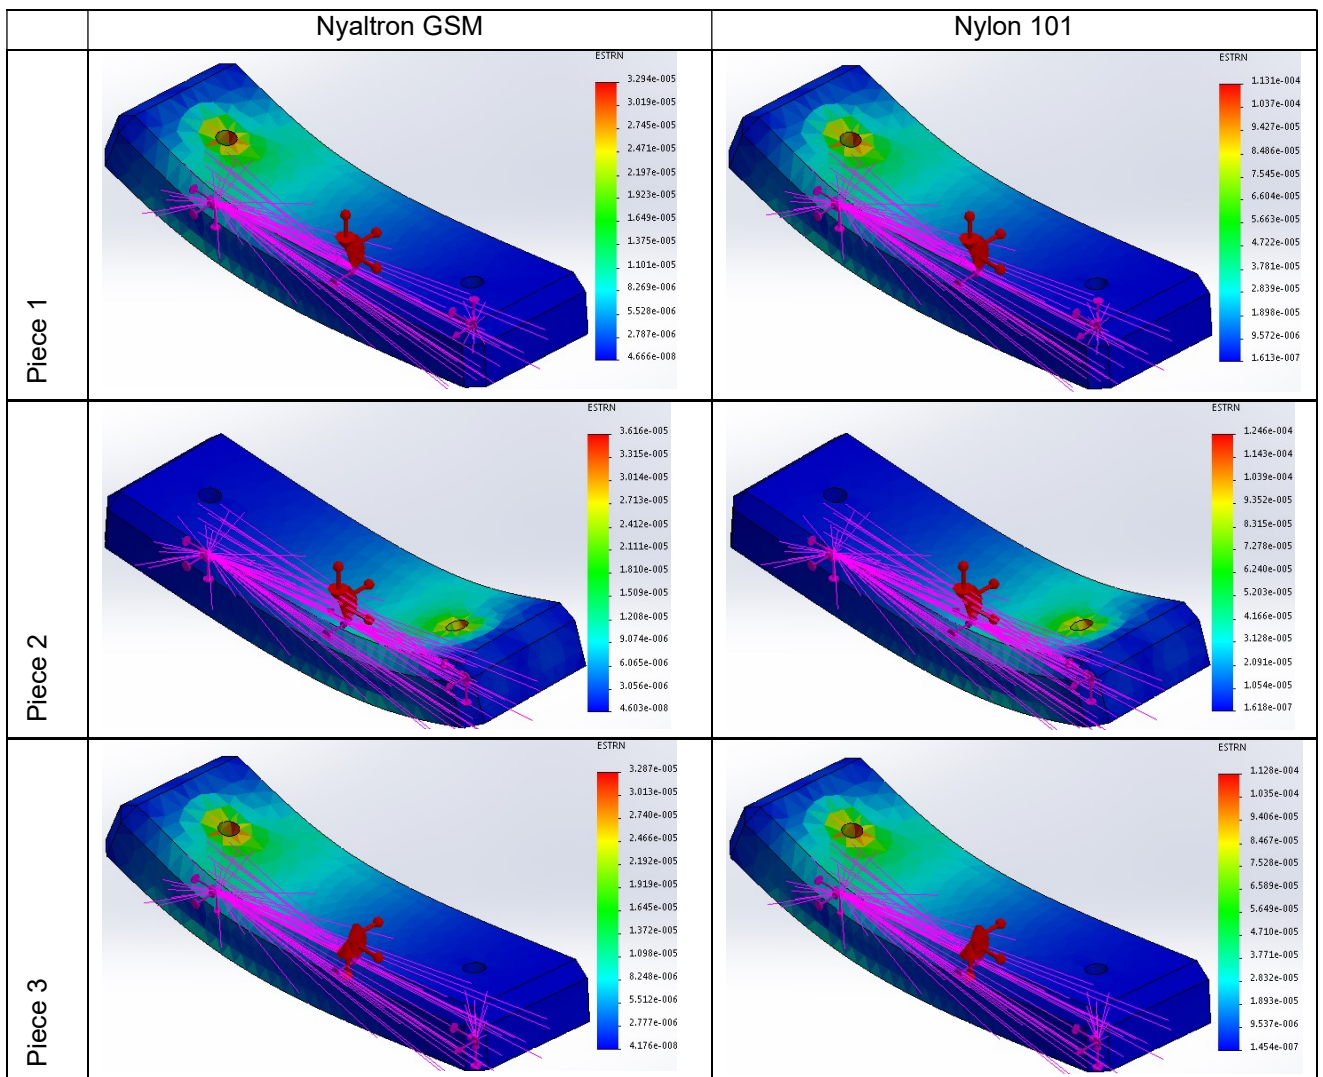 Nyaltron GSM
Nylon 101
Piece 1
ESTRN
3.294e-005
3.019e-005
2.745e-005
2.471e-005
2.197e-005
1.923e-005
1.649e-005
1.375e-005
1.101e-005
8.269e-006
5.528e-006
2.787e-006
4.666e-008
ESTRN
1.131e-004
1.037e-004
9.427e-005
8.486e-005
7.545e-005
6.604e-005
5.663e-005
4.722e-005
3.781e-005
2.839e-005
1.898e-005
9.572e-006
1.613e-007
Piece 2
ESTRN
3.616e-005
3.315e-005
3.014e-005
2.713e-005
2.412e-005
2.111e-005
1.810e-005
1.509e-005
1.208e-005
9.074e-006
6.065e-006
3.056e-006
4.603e-008
ESTRN
1.246e-004
1.143e-004
1.039e-004
9.352e-005
8.315e-005
7.278e-005
6.240e-005
5.203e-005
4.166e-005
3.128e-005
2.091e-005
1.054e-005
1.618e-007
Piece 3
ESTRN
3.287e-005
3.013e-005
2.740e-005
2.466e-005
2.192e-005
1.919e-005
1.645e-005
1.372e-005
1.098e-005
8.248e-006
5.512e-006
2.777e-006
4.176e-008
ESTRN
1.128e-004
1.035e-004
9.406e-005
8.467e-005
7.528e-005
6.589e-005
5.649e-005
4.710e-005
3.771e-005
2.832e-005
1.893e-005
9.537e-006
1.454e-007